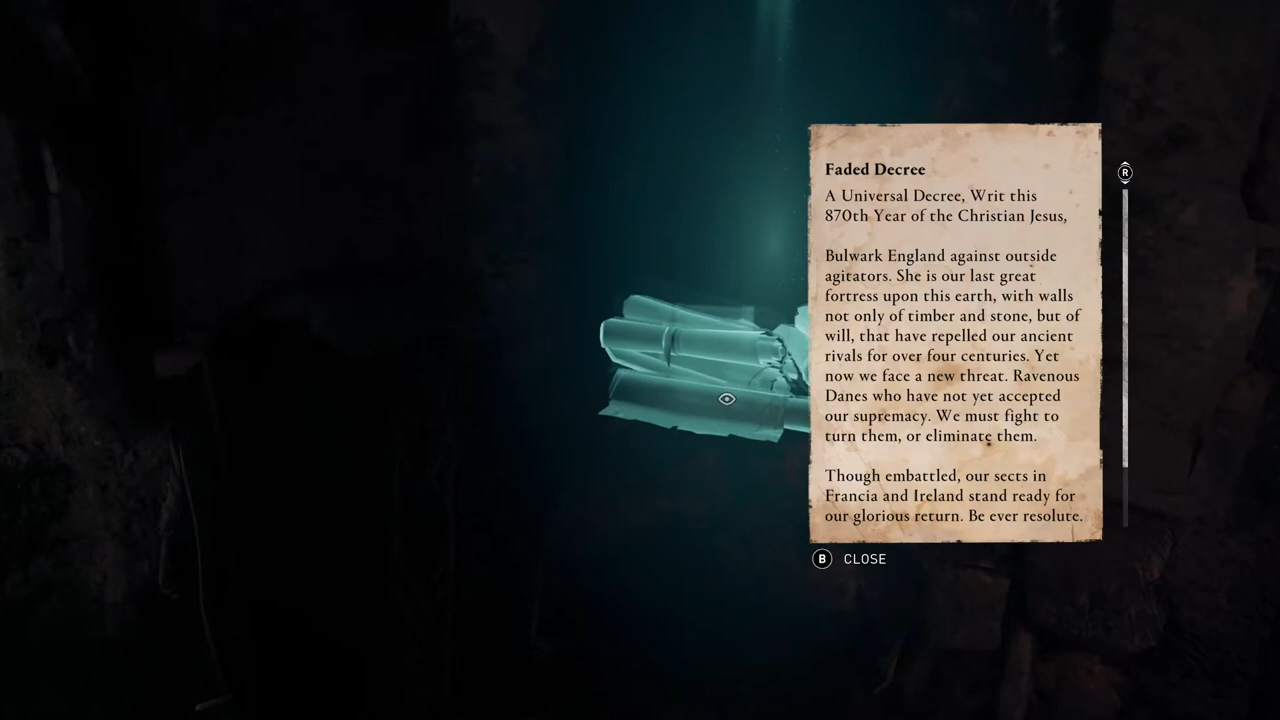 Faded Decree
A Universal Decree, Writ this
870th Year of the Christian Jesus,
Bulwark England against outside
agitators. She is our last great
fortress upon this earth, with walls
not only of timber and stone, but of
will, that have repelled our ancient
rivals for over four centuries. Yet
now we face a new threat. Ravenous
Danes who have not yet accepted
our supremacy. We must fight to
turn them, or eliminate them.
Though embattled, our sects in
Francia and Ireland stand ready for
our glorious return. Be ever resolute.
R
B CLOSE